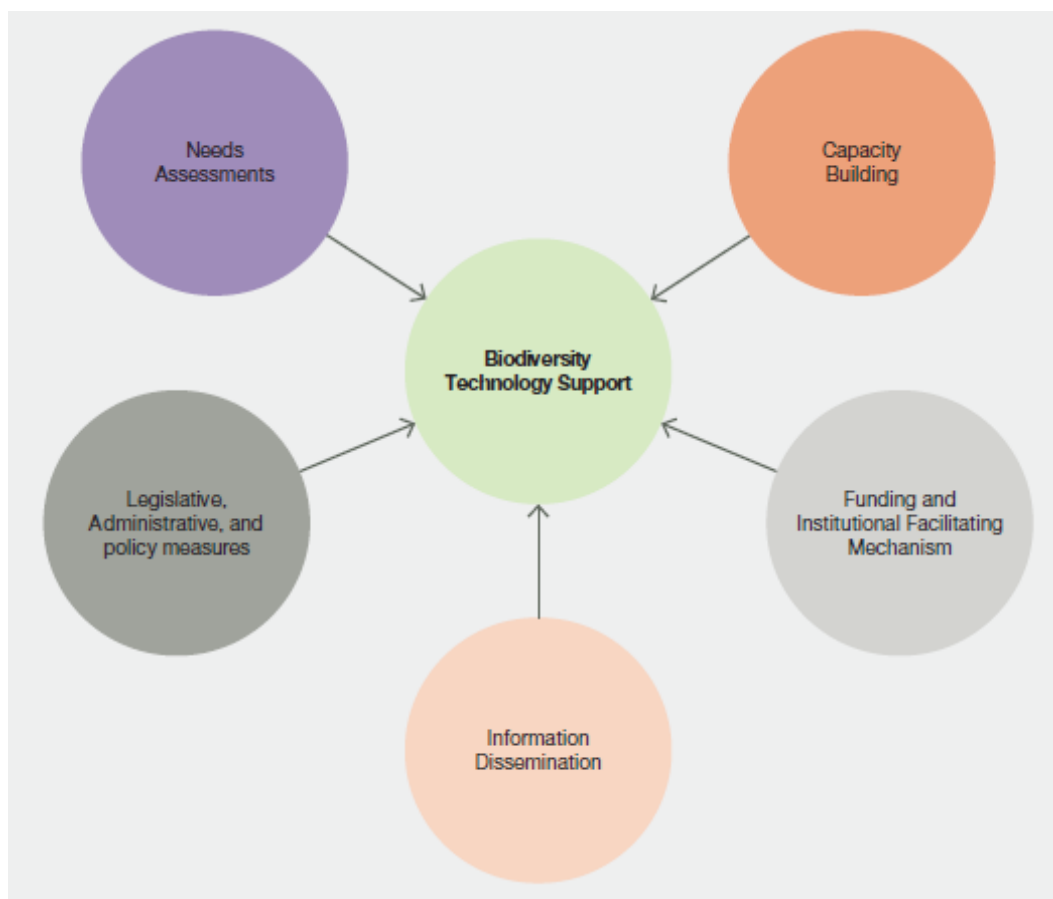 Needs
Assessments
Capacity
Building
Biodiversity
Technology Support
Legislative,
Administrative, and
policy measures
Funding and
Institutional Facilitating
Mechanism
Information
Dissemination